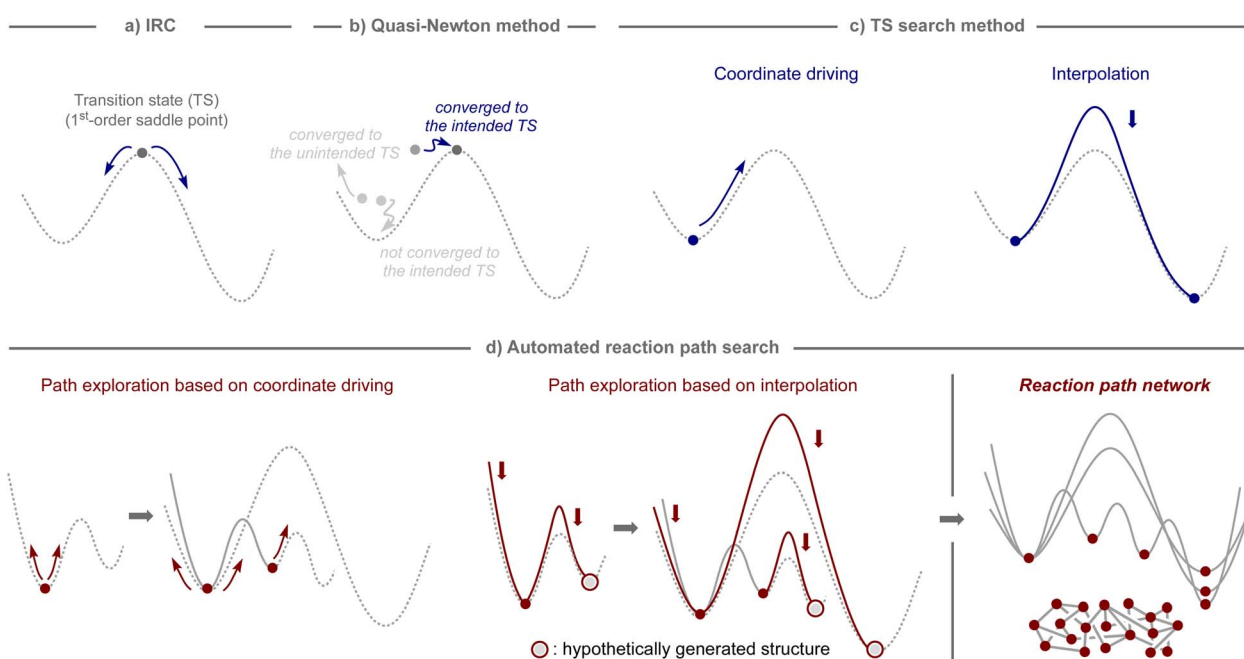 a) IRC
b) Quasi-Newton method
c) TS search method
Transition state (TS)
(1st-order saddle point)
converged to
the unintended TS
converged to
the intended TS
not converged to
the intended TS
Coordinate driving
Interpolation
d) Automated reaction path search
Path exploration based on coordinate driving
Path exploration based on interpolation
Reaction path network
: hypothetically generated structure